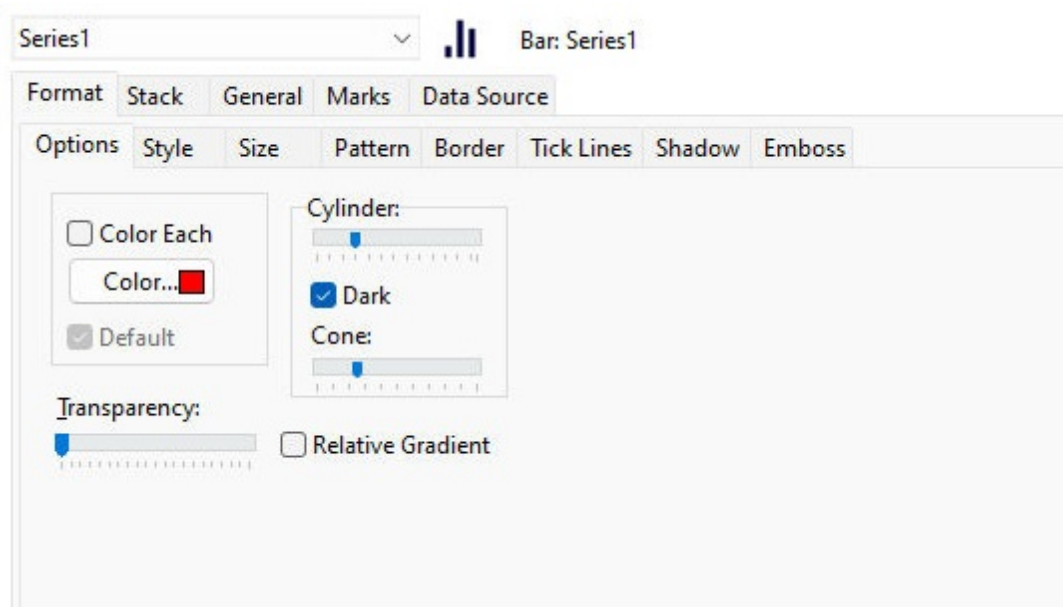 Series1 Bar: Series1
Format Stack General Marks Data Source
Options Style Size Pattern Border Tick Lines Shadow Emboss
Cylinder:
Color Each
Color...
Dark
Default
Cone:
Transparency:
Relative Gradient